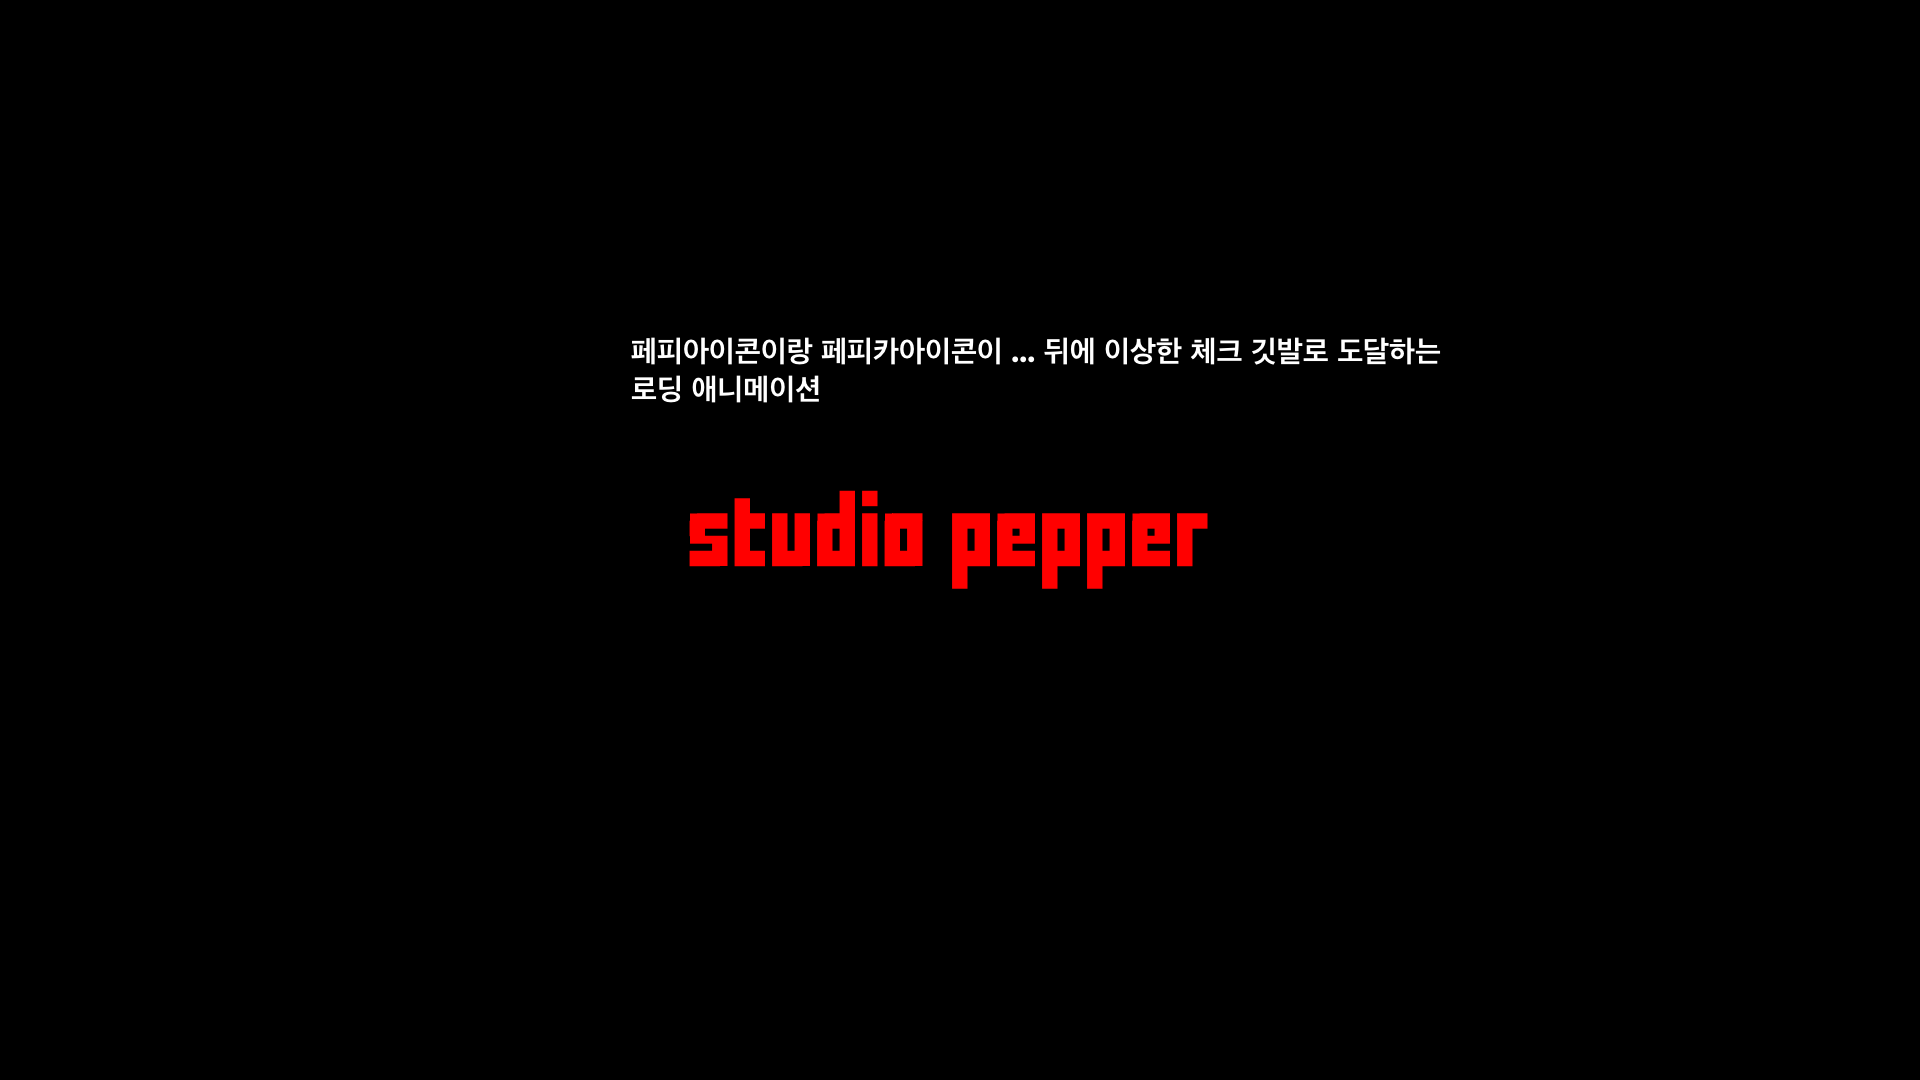 페피아이콘이랑 페피카아이콘이 ... 뒤에 이상한 체크 깃발로 도달하는
로딩 애니메이션
studio pepper